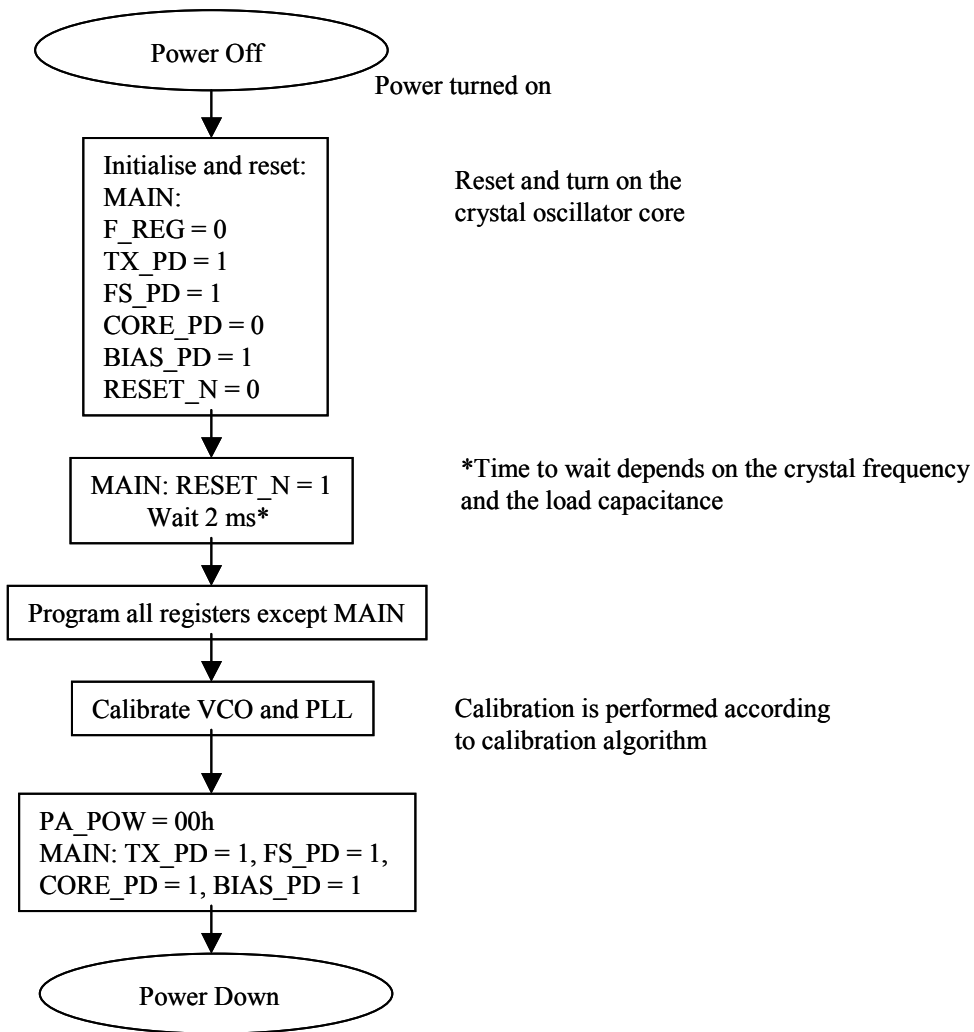 Power Off
Power turned on
Initialise and reset:
MAIN:
F_REG = 0
TX_PD = 1
FS_PD = 1
CORE_PD = 0
BIAS_PD = 1
RESET_N = 0
Reset and turn on the
crystal oscillator core
MAIN: RESET_N = 1
Wait 2 ms*
*Time to wait depends on the crystal frequency
and the load capacitance
Program all registers except MAIN
Calibrate VCO and PLL
Calibration is performed according
to calibration algorithm
PA_POW = 00h
MAIN: TX_PD = 1, FS_PD = 1,
CORE_PD = 1, BIAS_PD = 1
Power Down